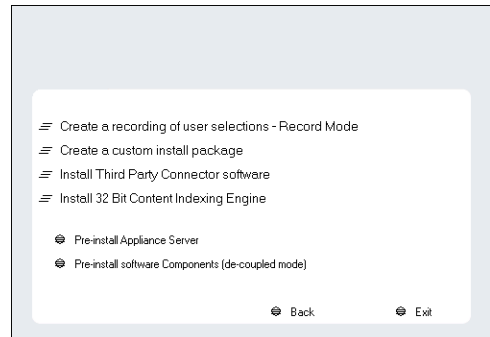 Create a recording of user selections - Record Mode
Create a custom install package
Install Third Party Connector software
Install 32 Bit Content Indexing Engine
Pre-install Appliance Server
Pre-install software Components (de-coupled mode)
Back Exit